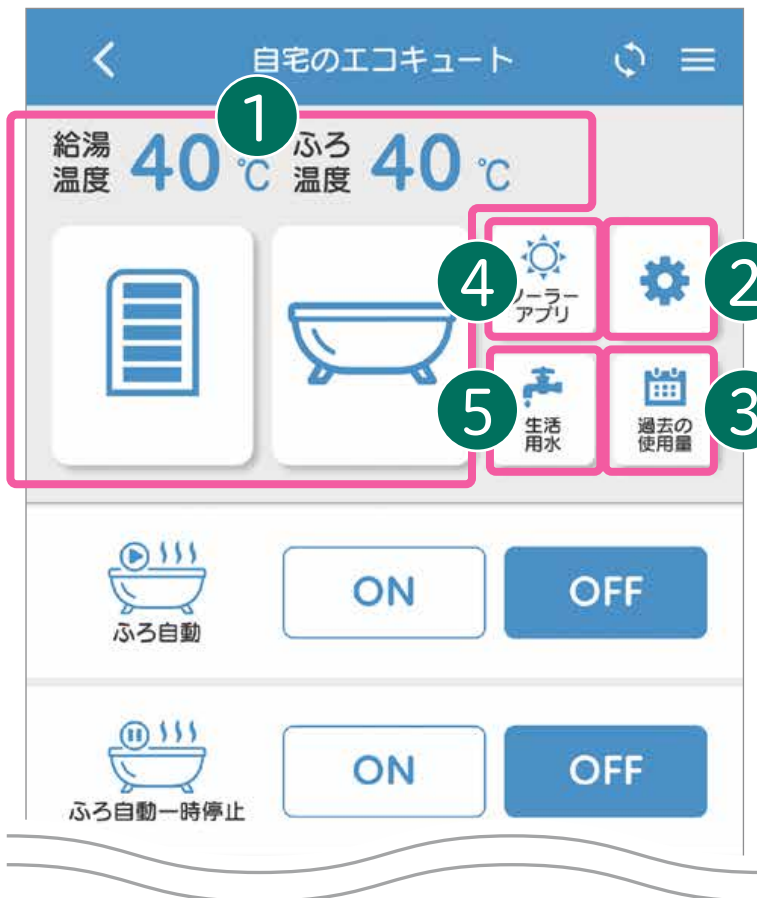 自宅のエコキュート
1
給湯
温度 40 ℃ ふろ
温度 40 ℃
4
ソーラー
アプリ
2
5
生活
用水
過去の
使用量
3
ふろ自動
ON OFF
ふろ自動一時停止
ON OFF